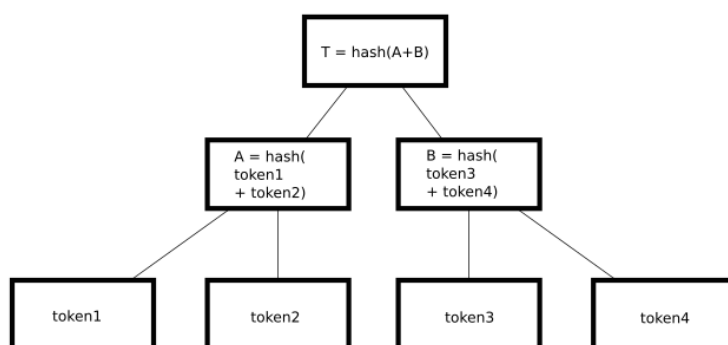 T = hash(A+B)
A = hash(
token1
+ token2)
B = hash(
token3
+ token4)
token1
token2
token3
token4